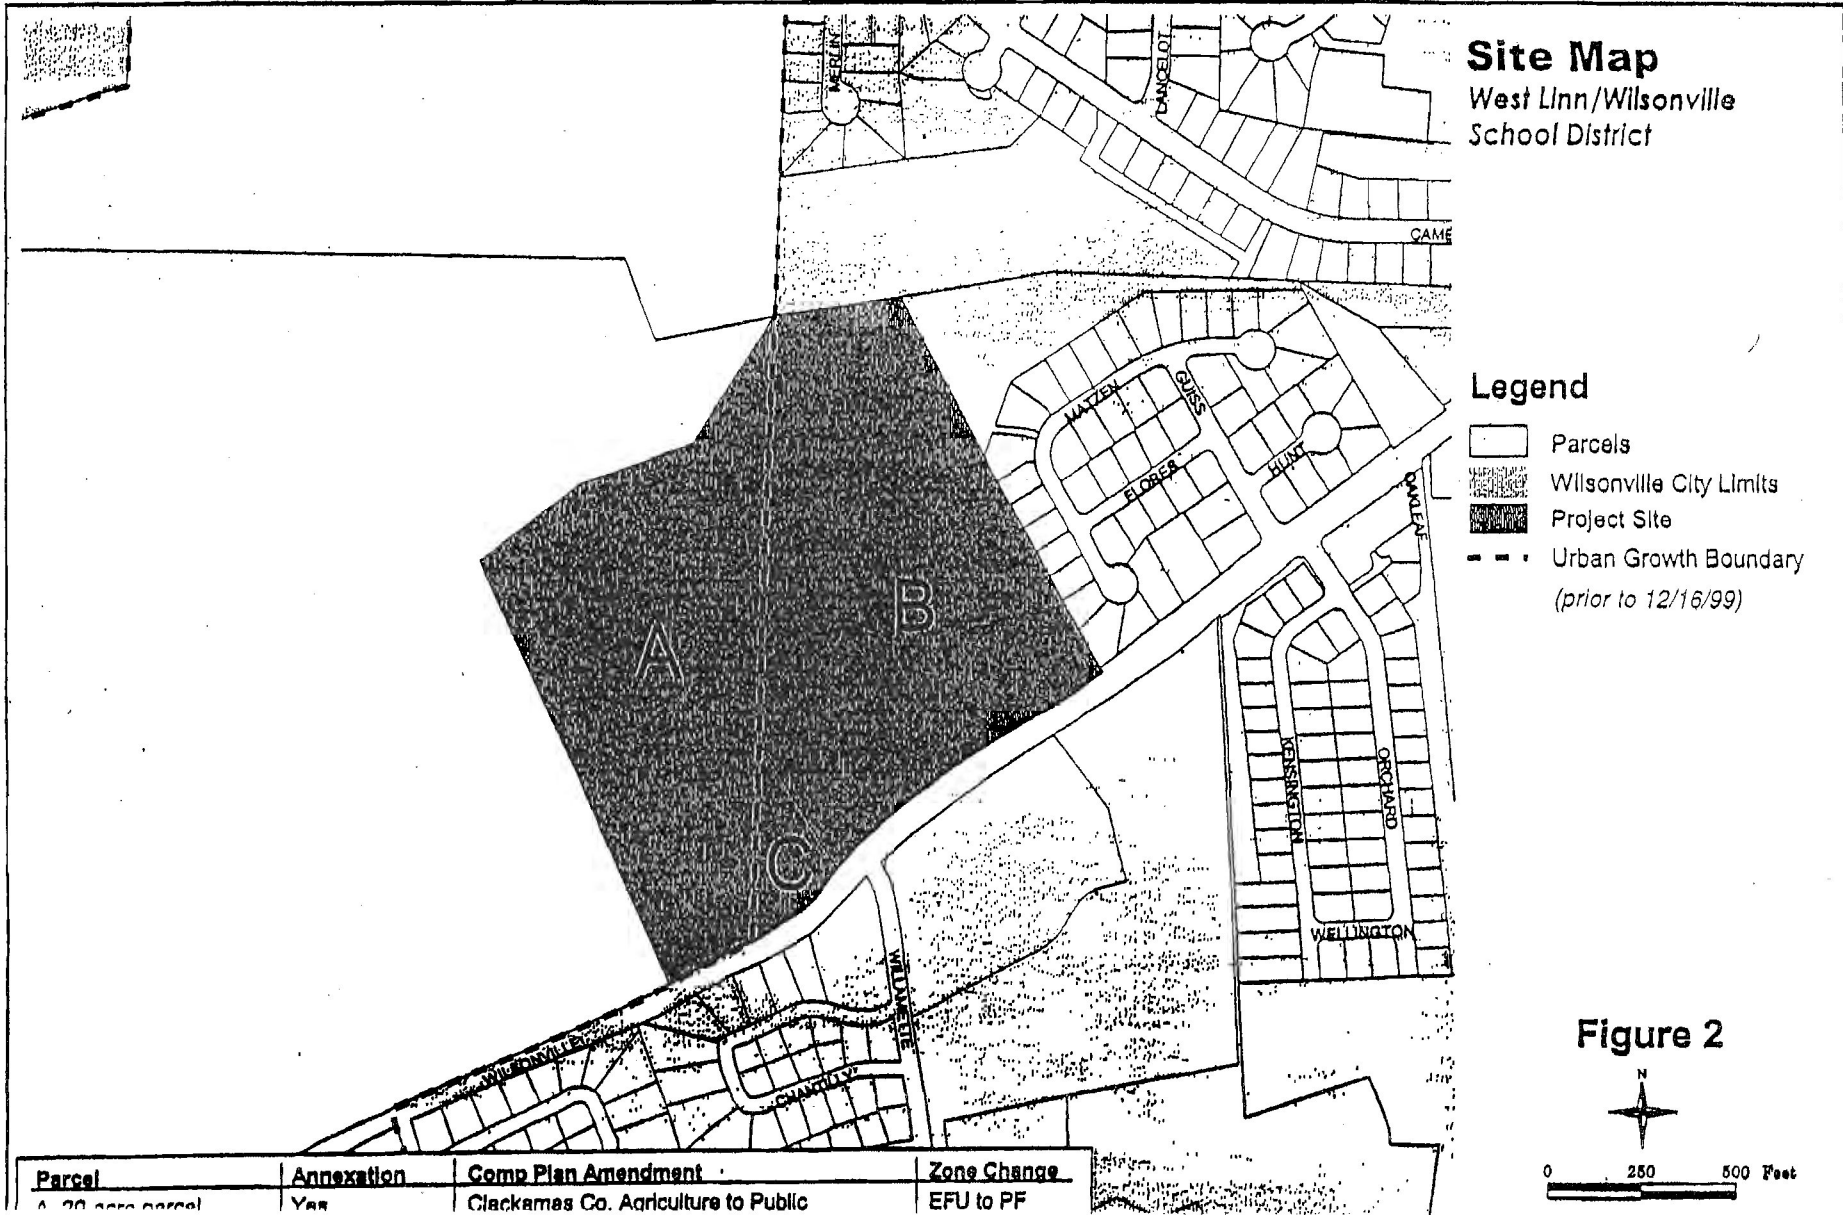 Site Map
West Linn/Wilsonville
School District
MERLIN
LANCELOT
CAME
Legend
Parcels
Wilsonville City Limits
Project Site
Urban Growth Boundary
(prior to 12/16/99)
MATZEN
GUISS
FLORES
HUNT
OAKLEAF
A
B
C
KENSINGTON
ORCHARD
WELLINGTON
WILLAMETTE
WILSONVILLE
CHANTILLY
Figure 2
N
0 250 500 Feet
Parcel Annexation Comp Plan Amendment Zone Change
A 20 acre parcel Yes Clackamas Co. Agriculture to Public EFU to PF